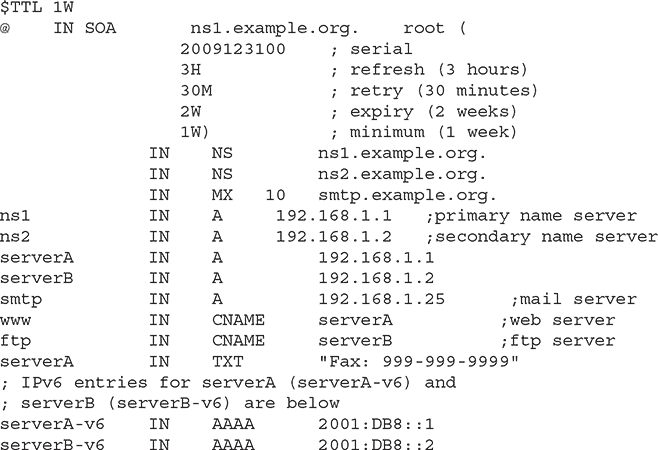 $TTL 1W
@ IN SOA ns1.example.org. root (
2009123100 ; serial
3H ; refresh (3 hours)
30M ; retry (30 minutes)
2W ; expiry (2 weeks)
1W) ; minimum (1 week)
IN NS ns1.example.org.
IN NS ns2.example.org.
IN MX 10 smtp.example.org.
ns1 IN A 192.168.1.1 ;primary name server
ns2 IN A 192.168.1.2 ;secondary name server
serverA IN A 192.168.1.1
serverB IN A 192.168.1.2
smtp IN A 192.168.1.25 ;mail server
www IN CNAME serverA ;web server
ftp IN CNAME serverB ;ftp server
serverA IN TXT "Fax: 999-999-9999"
; IPv6 entries for serverA (serverA-v6) and
; serverB (serverB-v6) are below
serverA-v6 IN AAAA 2001:DB8::1
serverB-v6 IN AAAA 2001:DB8::2